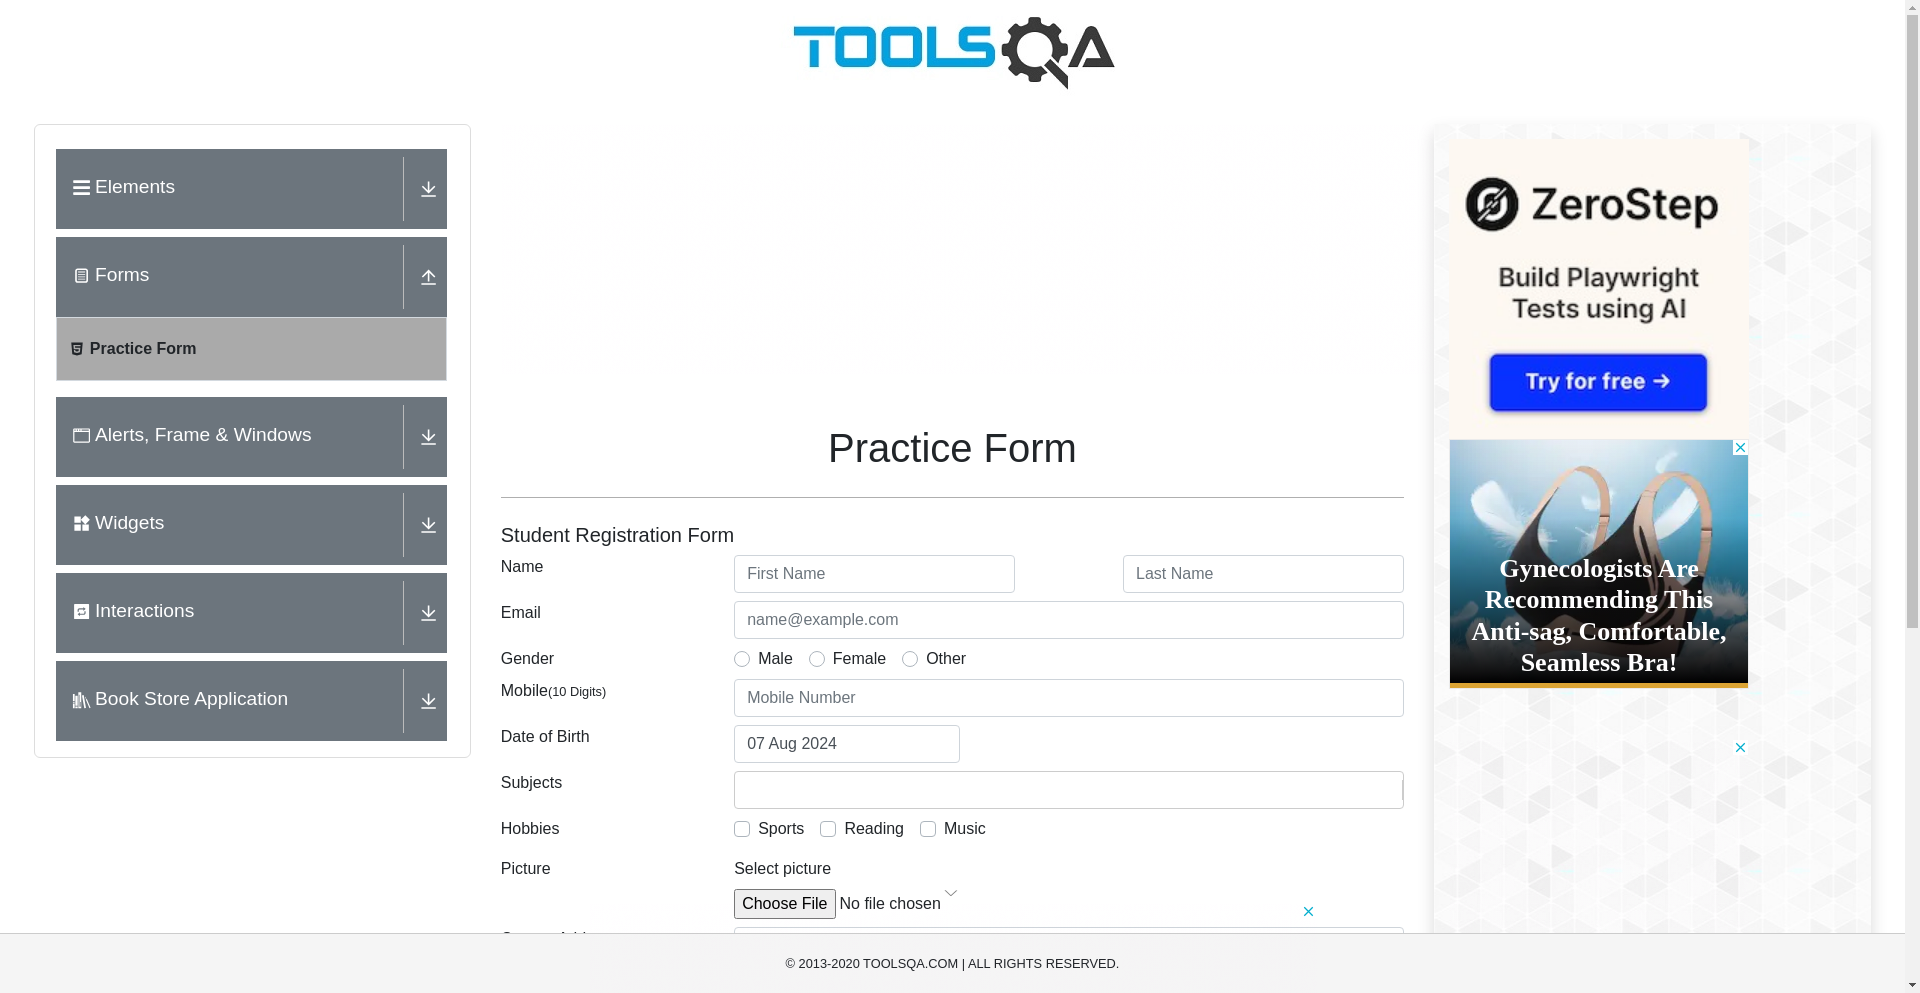 TOOLSQA
Elements
Forms
Practice Form
Alerts, Frame & Windows
Widgets
Interactions
Book Store Application
Practice Form
Student Registration Form
Name
First Name
Last Name
Email
name@example.com
Gender
Male
Female
Other
Mobile(10 Digits)
Mobile Number
Date of Birth
07 Aug 2024
Subjects
Hobbies
Sports
Reading
Music
Picture
Select picture
Choose File No file chosen
ZeroStep
Build Playwright
Tests using AI
Try for free →
Gynecologists Are
Recommending This
Anti-sag, Comfortable,
Seamless Bra!
© 2013-2020 TOOLSQA.COM | ALL RIGHTS RESERVED.